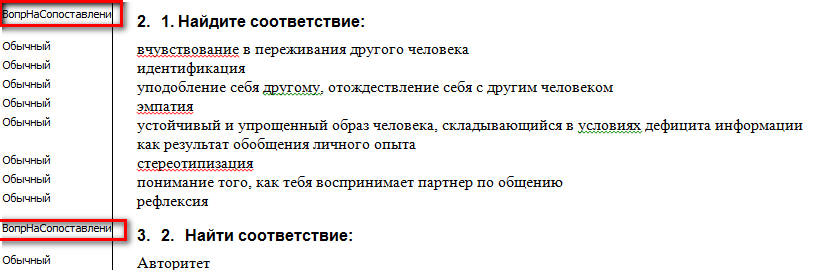 ВопрНаСопоставлени 2. 1. Найдите соответствие:
Обычный вчувствование в переживания другого человека
Обычный идентификация
Обычный уподобление себя другому, отождествление себя с другим человеком
Обычный эмпатия
Обычный устойчивый и упрощенный образ человека, складывающийся в условиях дефицита информации
как результат обобщения личного опыта
Обычный стереотипизация
Обычный понимание того, как тебя воспринимает партнер по общению
Обычный рефлексия
ВопрНаСопоставлени 3. 2. Найти соответствие:
Обычный Авторитет